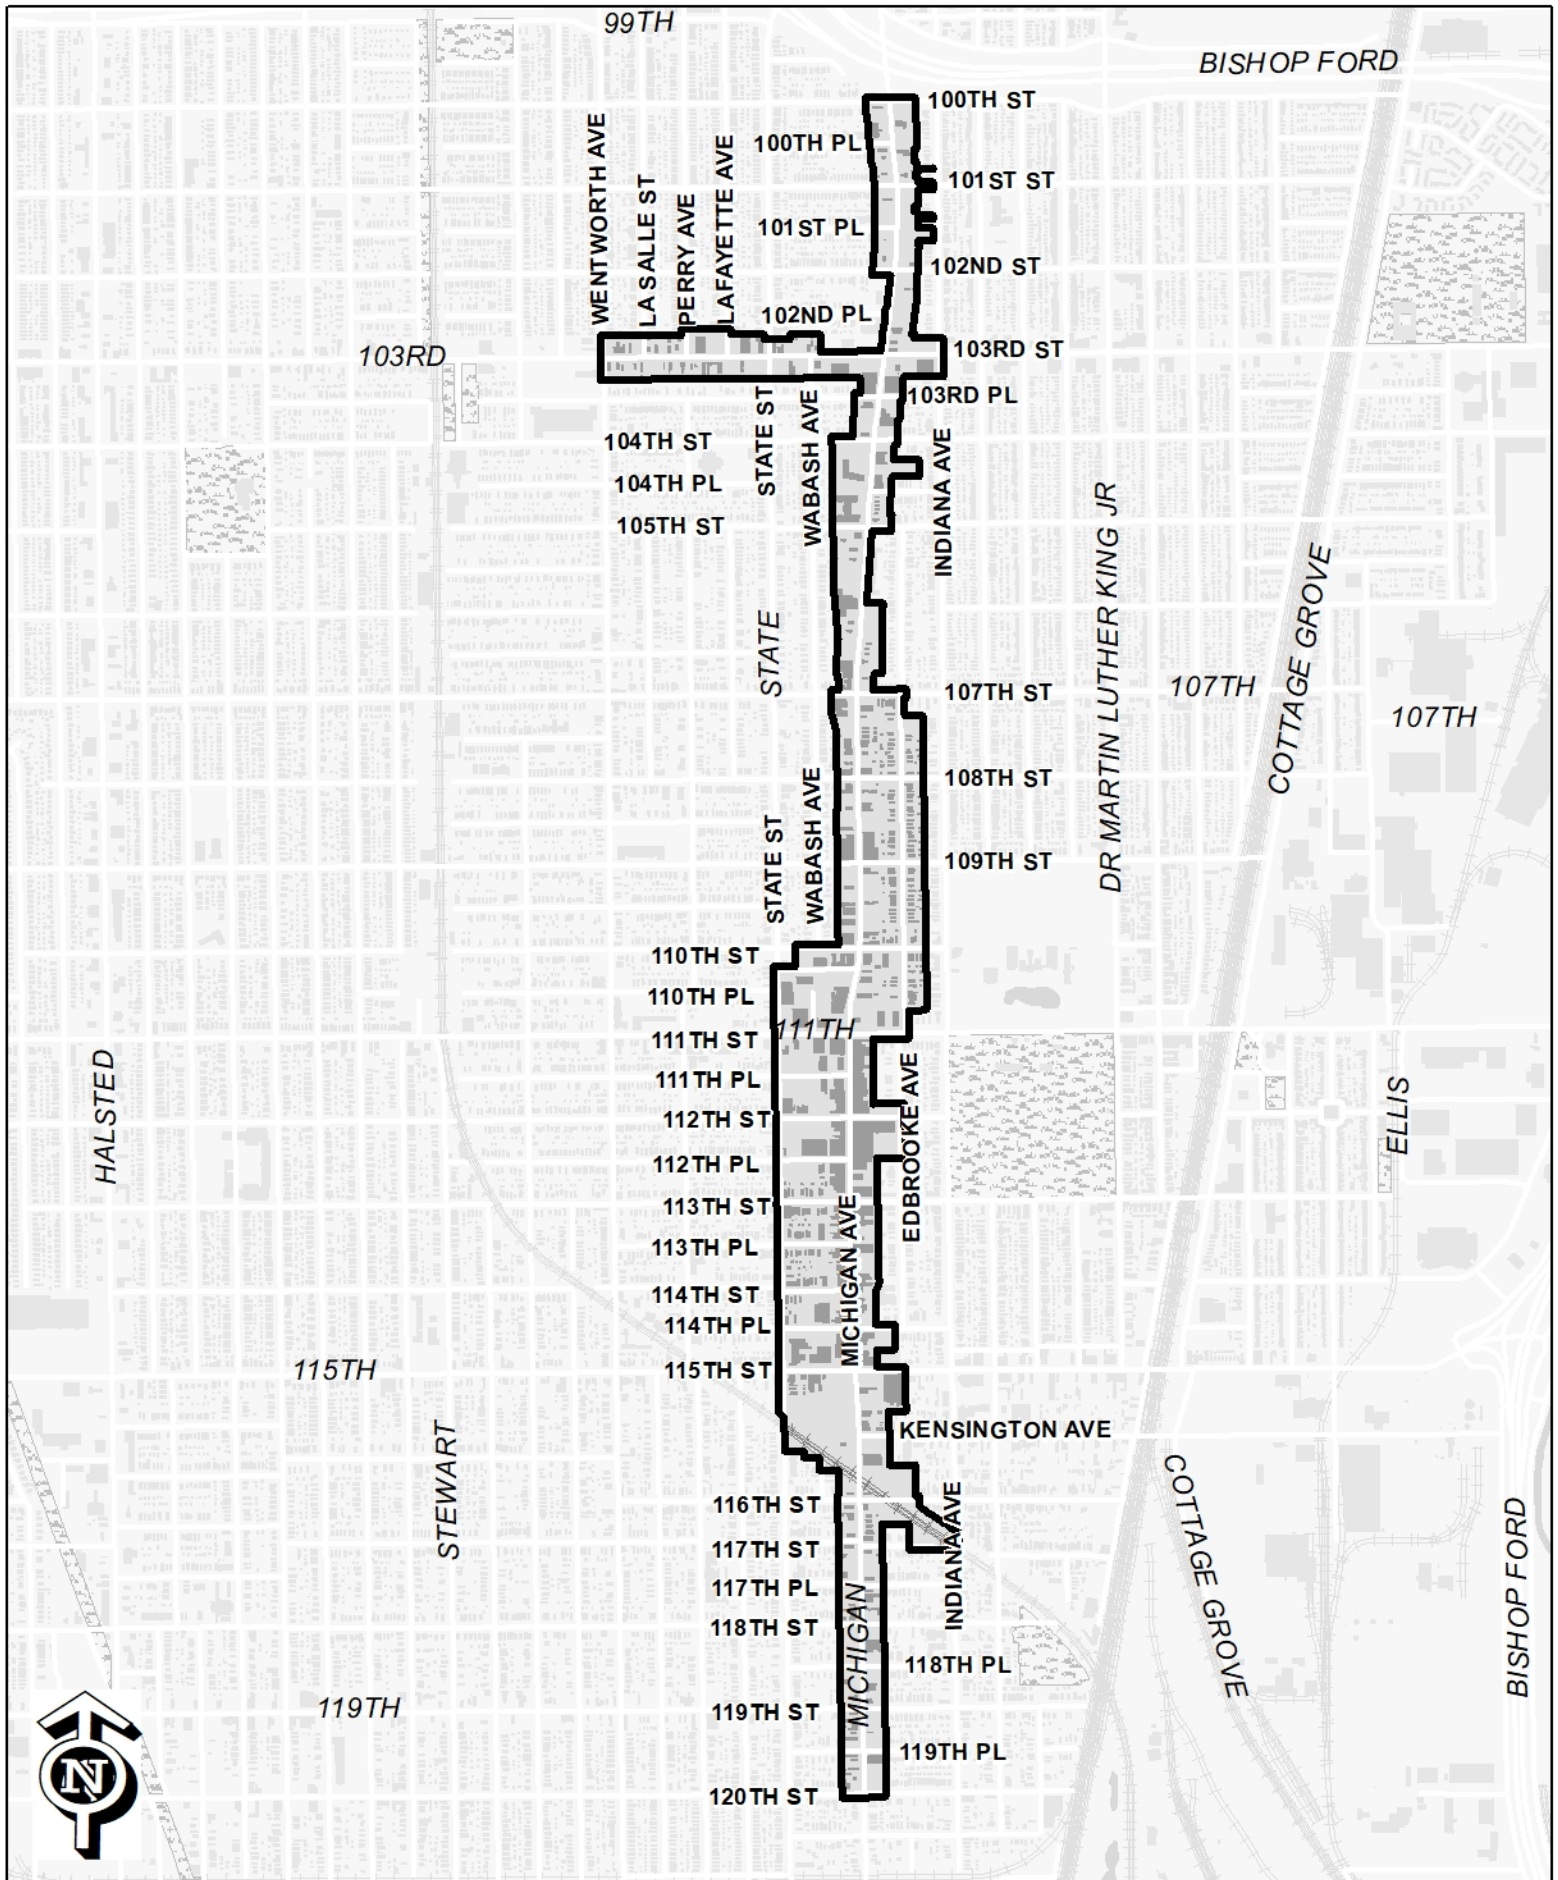 99TH
BISHOP FORD
100TH ST
100TH PL
WENTWORTH AVE
LASALLE ST
PERRY AVE
LAFAYETTE AVE
101ST ST
101ST PL
102ND ST
102ND PL
103RD
103RD ST
103RD PL
STATE ST
WABASH AVE
INDIANA AVE
104TH ST
104TH PL
105TH ST
DR MARTIN LUTHER KING JR
COTTAGE GROVE
STATE
107TH ST
107TH
107TH
108TH ST
STATE ST
WABASH AVE
109TH ST
110TH ST
110TH PL
111TH
111TH ST
HALSTED
111TH PL
EDBROOKE AVE
ELLIS
112TH ST
112TH PL
113TH ST
MICHIGAN AVE
113TH PL
114TH ST
114TH PL
115TH
115TH ST
KENSINGTON AVE
STEWART
COTTAGE GROVE
116TH ST
INDIANA AVE
BISHOP FORD
117TH ST
117TH PL
MICHIGAN
118TH ST
118TH PL
119TH
119TH ST
119TH PL
N
120TH ST